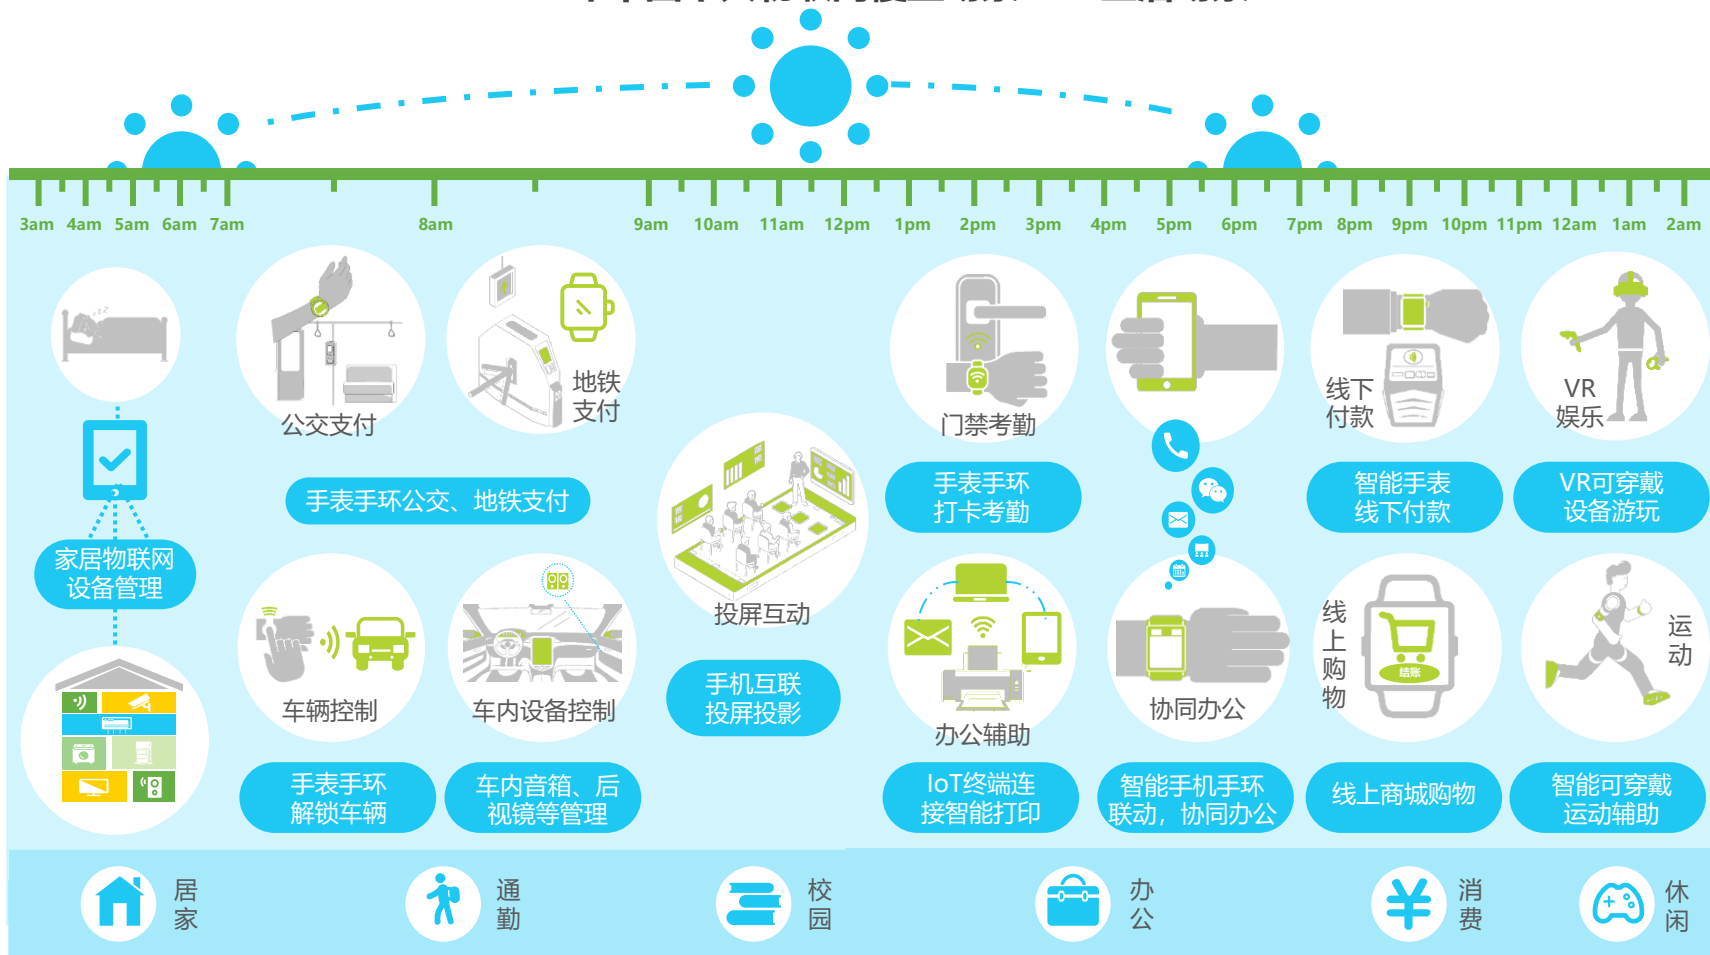 3am 4am 5am 6am 7am 8am 9am 10am 11am 12pm 1pm 2pm 3pm 4pm 5pm 6pm 7pm 8pm 9pm 10pm 11pm 12am 1am 2am
zzZ
公交支付
地铁
支付
手表手环公交、地铁支付
家居物联网
设备管理
车辆控制
车内设备控制
手表手环
解锁车辆
车内音箱、后
视镜等管理
投屏互动
手机互联
投屏投影
门禁考勤
手表手环
打卡考勤
办公辅助
IoT终端连
接智能打印
协同办公
智能手机手环
联动，协同办公
线下
付款
智能手表
线下付款
线
上
购
物
结账
线上商城购物
VR
娱乐
VR可穿戴
设备游玩
运
动
智能可穿戴
运动辅助
居
家
通
勤
校
园
办
公
消
费
休
闲